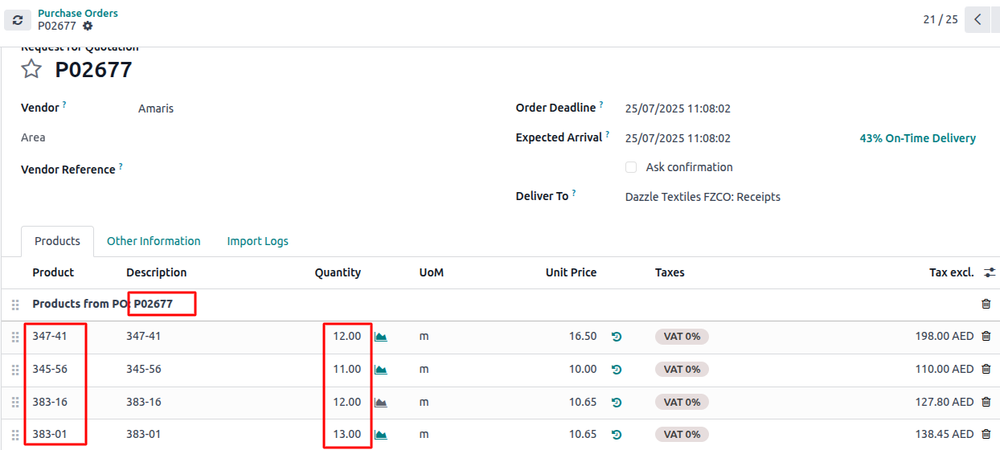 Purchase Orders
P02677
21 / 25
Request for Quotation
P02677
Vendor ? Amaris
Order Deadline ? 25/07/2025 11:08:02
Area
Expected Arrival ? 25/07/2025 11:08:02 43% On-Time Delivery
Vendor Reference ?
Ask confirmation
Deliver To ? Dazzle Textiles FZCO: Receipts
Products Other Information Import Logs
Product Description Quantity UoM Unit Price Taxes Tax excl.
Products from PO: P02677
347-41 347-41 12.00 m 16.50 VAT 0% 198.00 AED
345-56 345-56 11.00 m 10.00 VAT 0% 110.00 AED
383-16 383-16 12.00 m 10.65 VAT 0% 127.80 AED
383-01 383-01 13.00 m 10.65 VAT 0% 138.45 AED